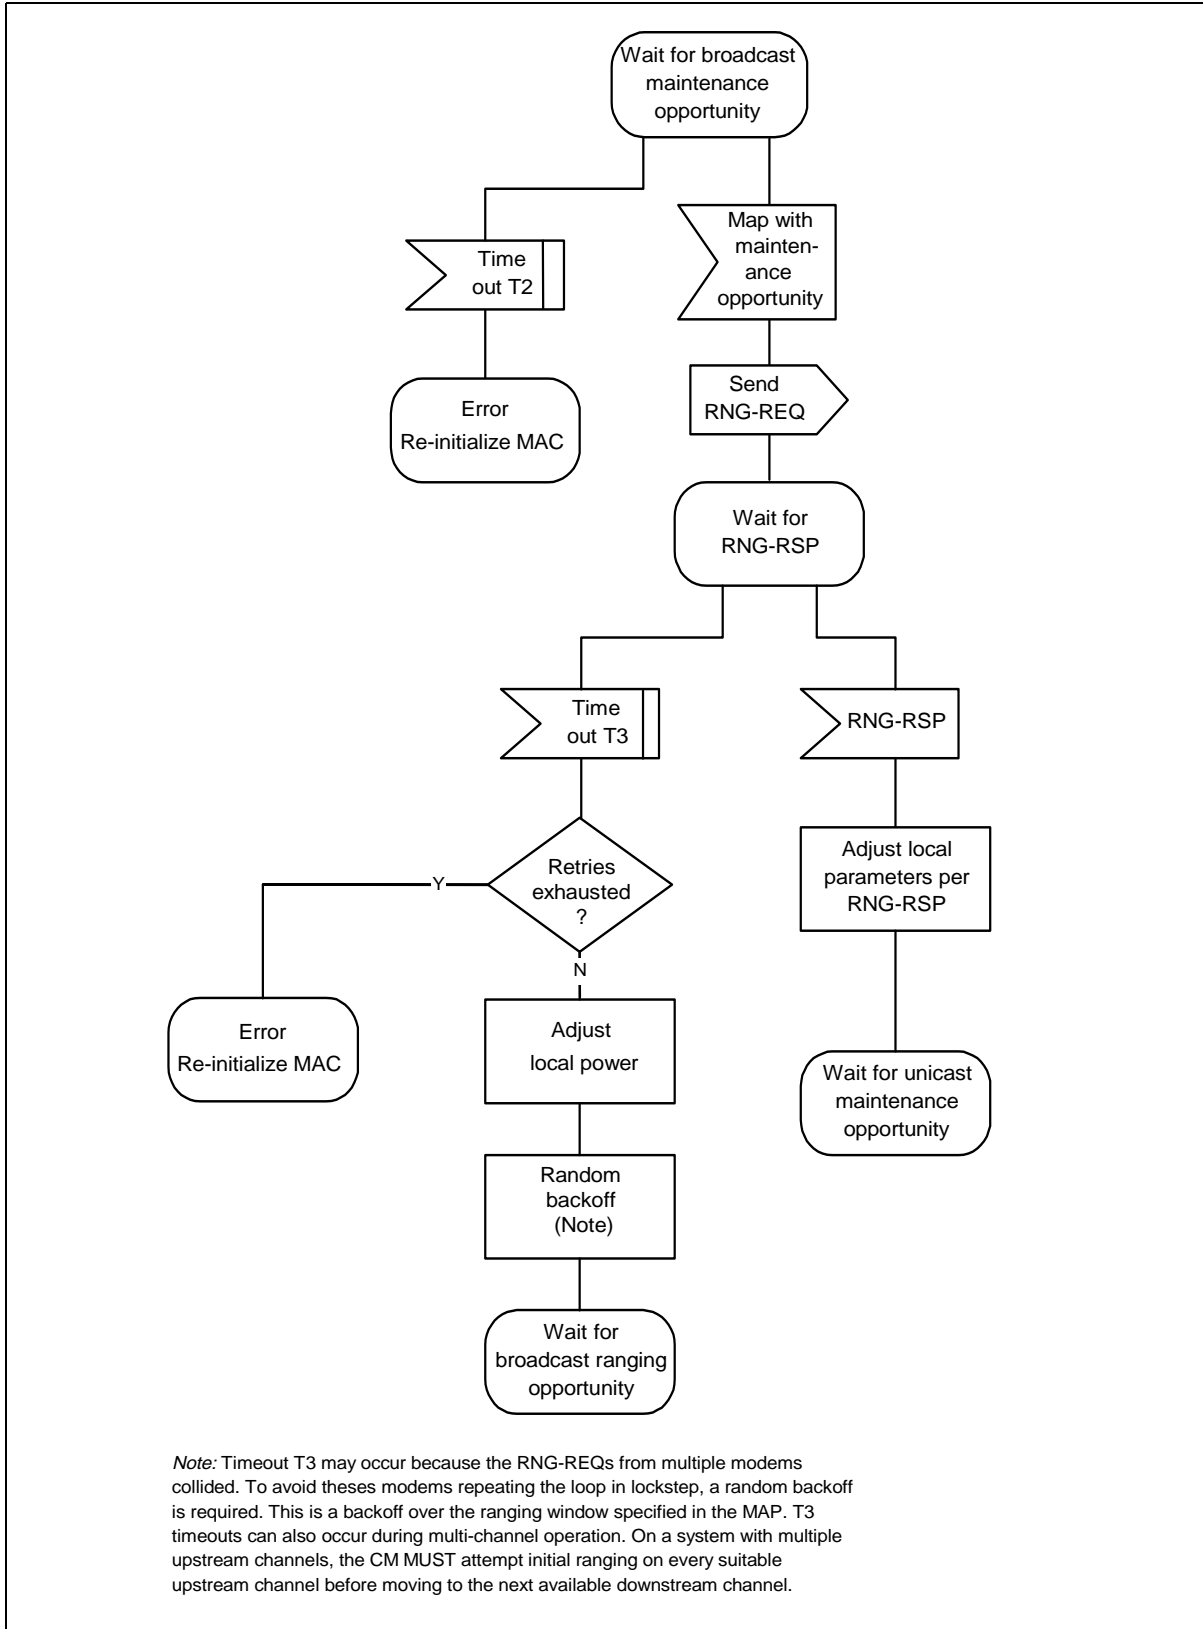 Wait for broadcast
maintenance
opportunity
Time
out T2
Map with
mainten-
ance
opportunity
Error
Re-initialize MAC
Send
RNG-REQ
Wait for
RNG-RSP
Time
out T3
RNG-RSP
Retries
exhausted
?
Y
N
Adjust local
parameters per
RNG-RSP
Error
Re-initialize MAC
Adjust
local power
Wait for unicast
maintenance
opportunity
Random
backoff
(Note)
Wait for
broadcast ranging
opportunity
Note: Timeout T3 may occur because the RNG-REQs from multiple modems
collided. To avoid theses modems repeating the loop in lockstep, a random backoff
is required. This is a backoff over the ranging window specified in the MAP. T3
timeouts can also occur during multi-channel operation. On a system with multiple
upstream channels, the CM MUST attempt initial ranging on every suitable
upstream channel before moving to the next available downstream channel.